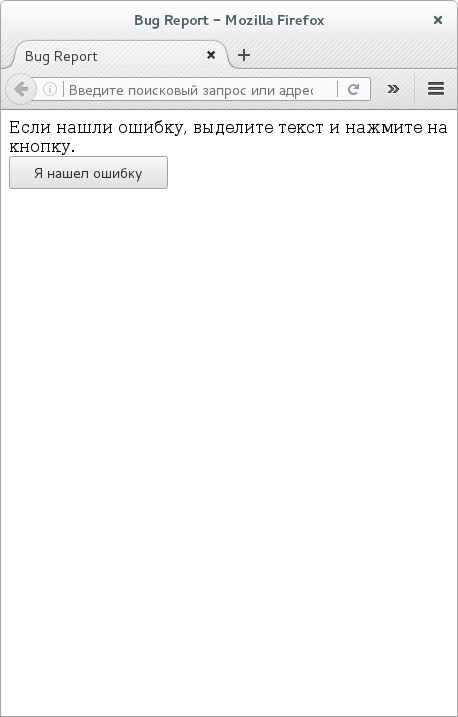 Bug Report – Mozilla Firefox
Bug Report
Введите поисковый запрос или адрес
Если нашли ошибку, выделите текст и нажмите на
кнопку.
Я нашел ошибку